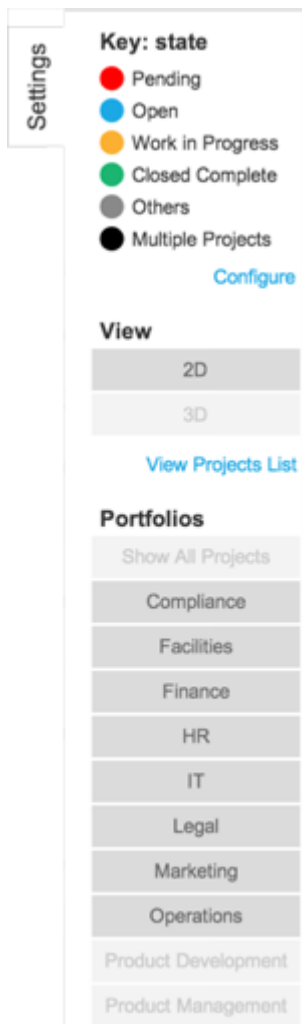 Settings
Key: state
Pending
Open
Work in Progress
Closed Complete
Others
Multiple Projects
Configure
View
2D
3D
View Projects List
Portfolios
Show All Projects
Compliance
Facilities
Finance
HR
IT
Legal
Marketing
Operations
Product Development
Product Management